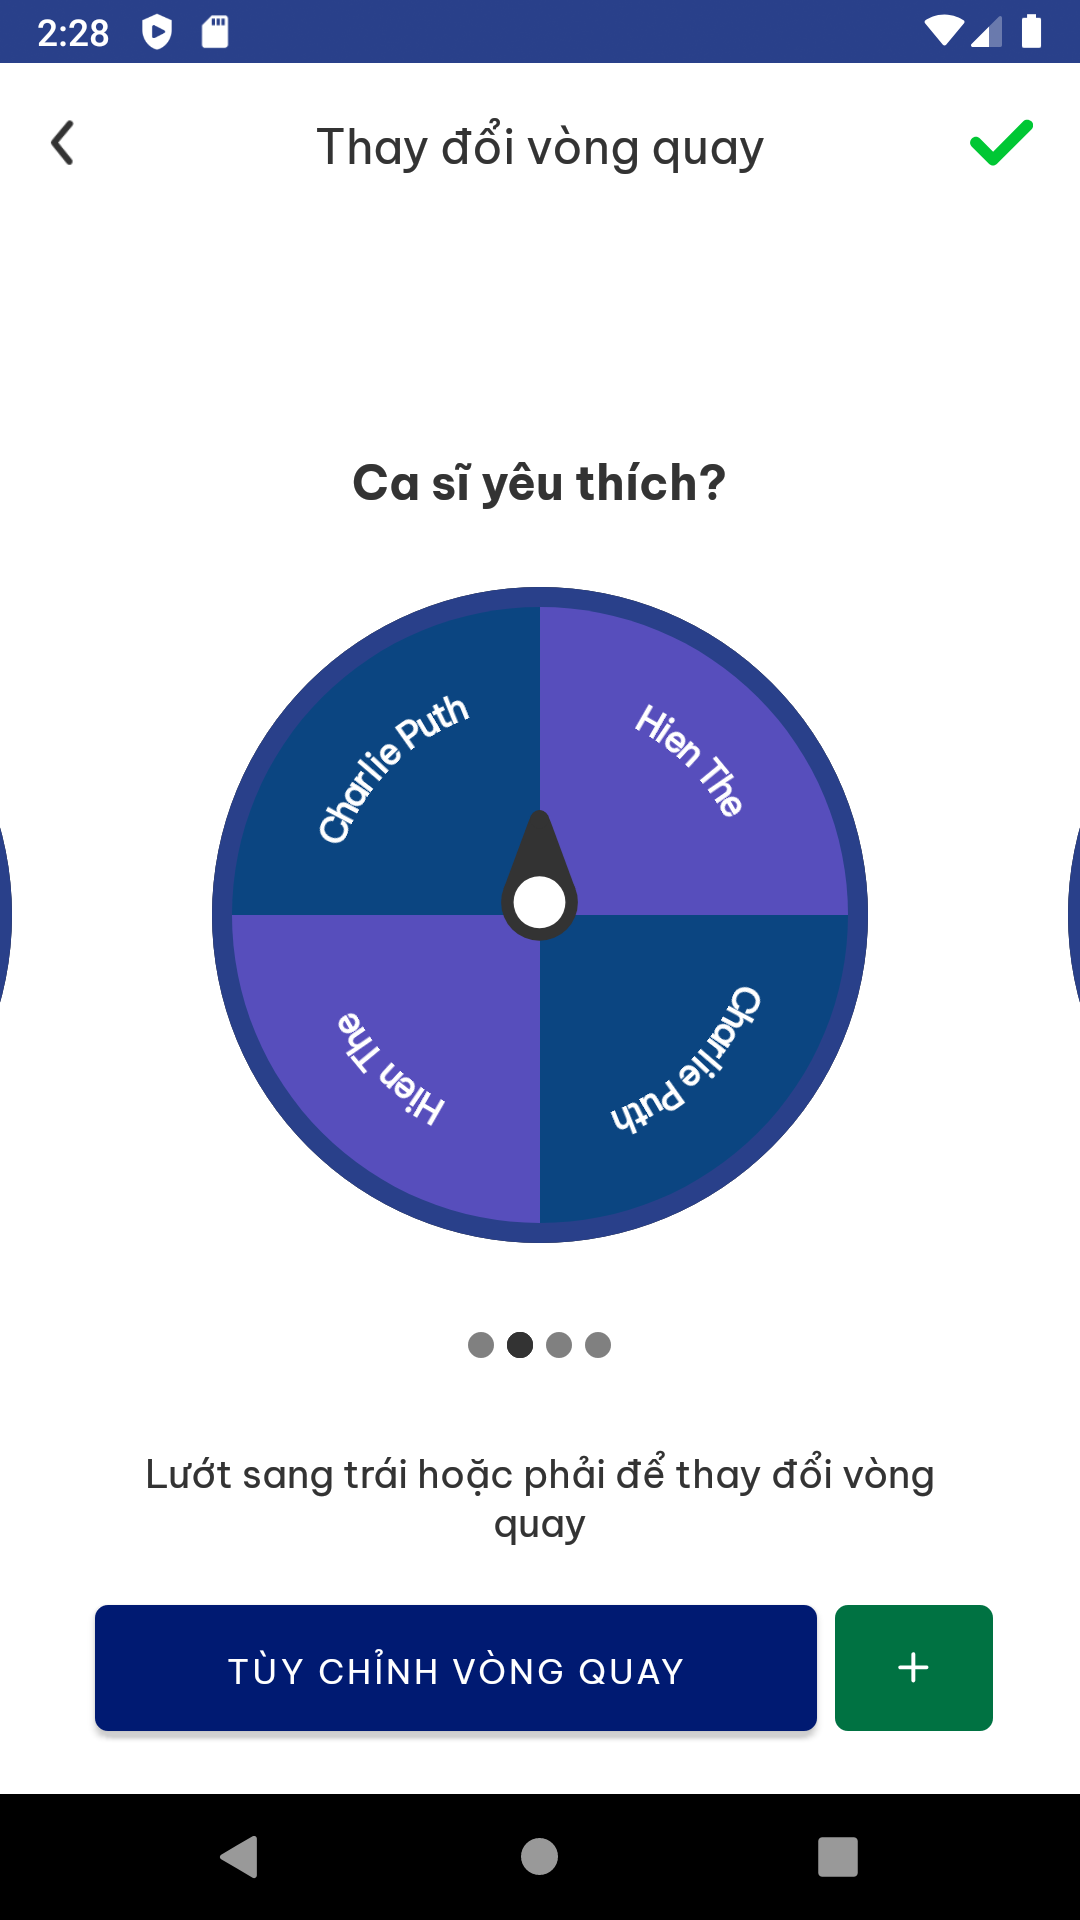 2:28
Thay đổi vòng quay
Ca sĩ yêu thích?
Charlie Puth
Hien The
Hien The
Charlie Puth
Lướt sang trái hoặc phải để thay đổi vòng
quay
TÙY CHỈNH VÒNG QUAY
+